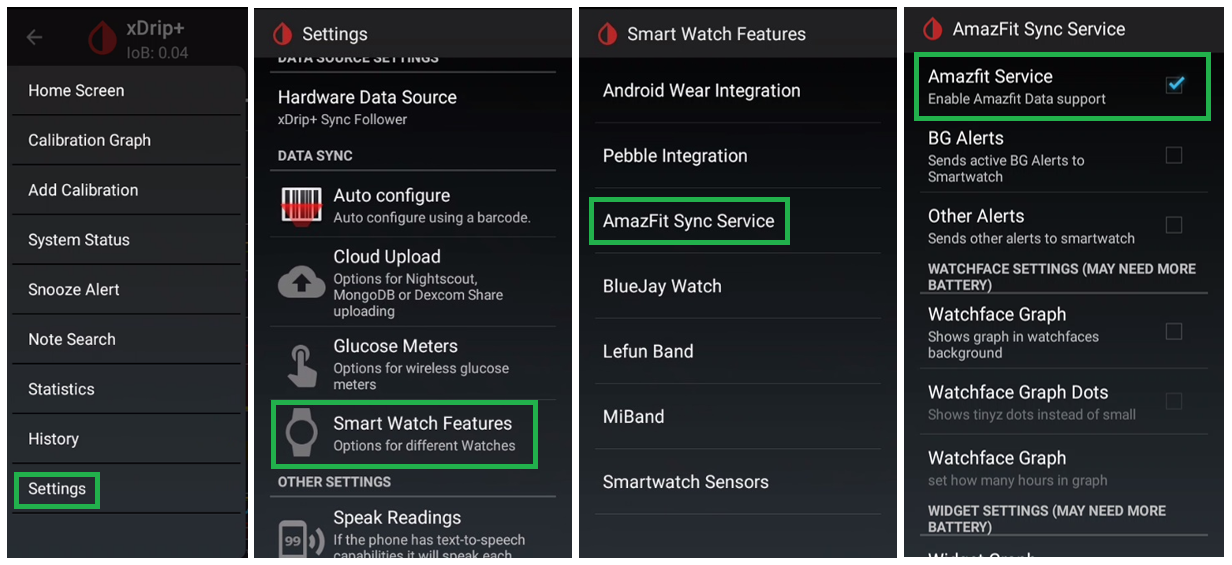 xDrip+
IoB: 0.04
Home Screen
Calibration Graph
Add Calibration
System Status
Snooze Alert
Note Search
Statistics
History
Settings
Settings
DATA SOURCE SETTINGS
Hardware Data Source
xDrip+ Sync Follower
DATA SYNC
Auto configure
Auto configure using a barcode.
Cloud Upload
Options for Nightscout,
MongoDB or Dexcom Share
uploading
Glucose Meters
Options for wireless glucose
meters
Smart Watch Features
Options for different Watches
OTHER SETTINGS
99
Speak Readings
If the phone has text-to-speech
capabilities it will speak each
Smart Watch Features
Android Wear Integration
Pebble Integration
AmazFit Sync Service
BlueJay Watch
Lefun Band
MiBand
Smartwatch Sensors
AmazFit Sync Service
Amazfit Service
Enable Amazfit Data support
BG Alerts
Sends active BG Alerts to
Smartwatch
Other Alerts
Sends other alerts to smartwatch
WATCHFACE SETTINGS (MAY NEED MORE
BATTERY)
Watchface Graph
Shows graph in watchfaces
background
Watchface Graph Dots
Shows tinyz dots instead of small
Watchface Graph
set how many hours in graph
WIDGET SETTINGS (MAY NEED MORE
BATTERY)
Widget Graph